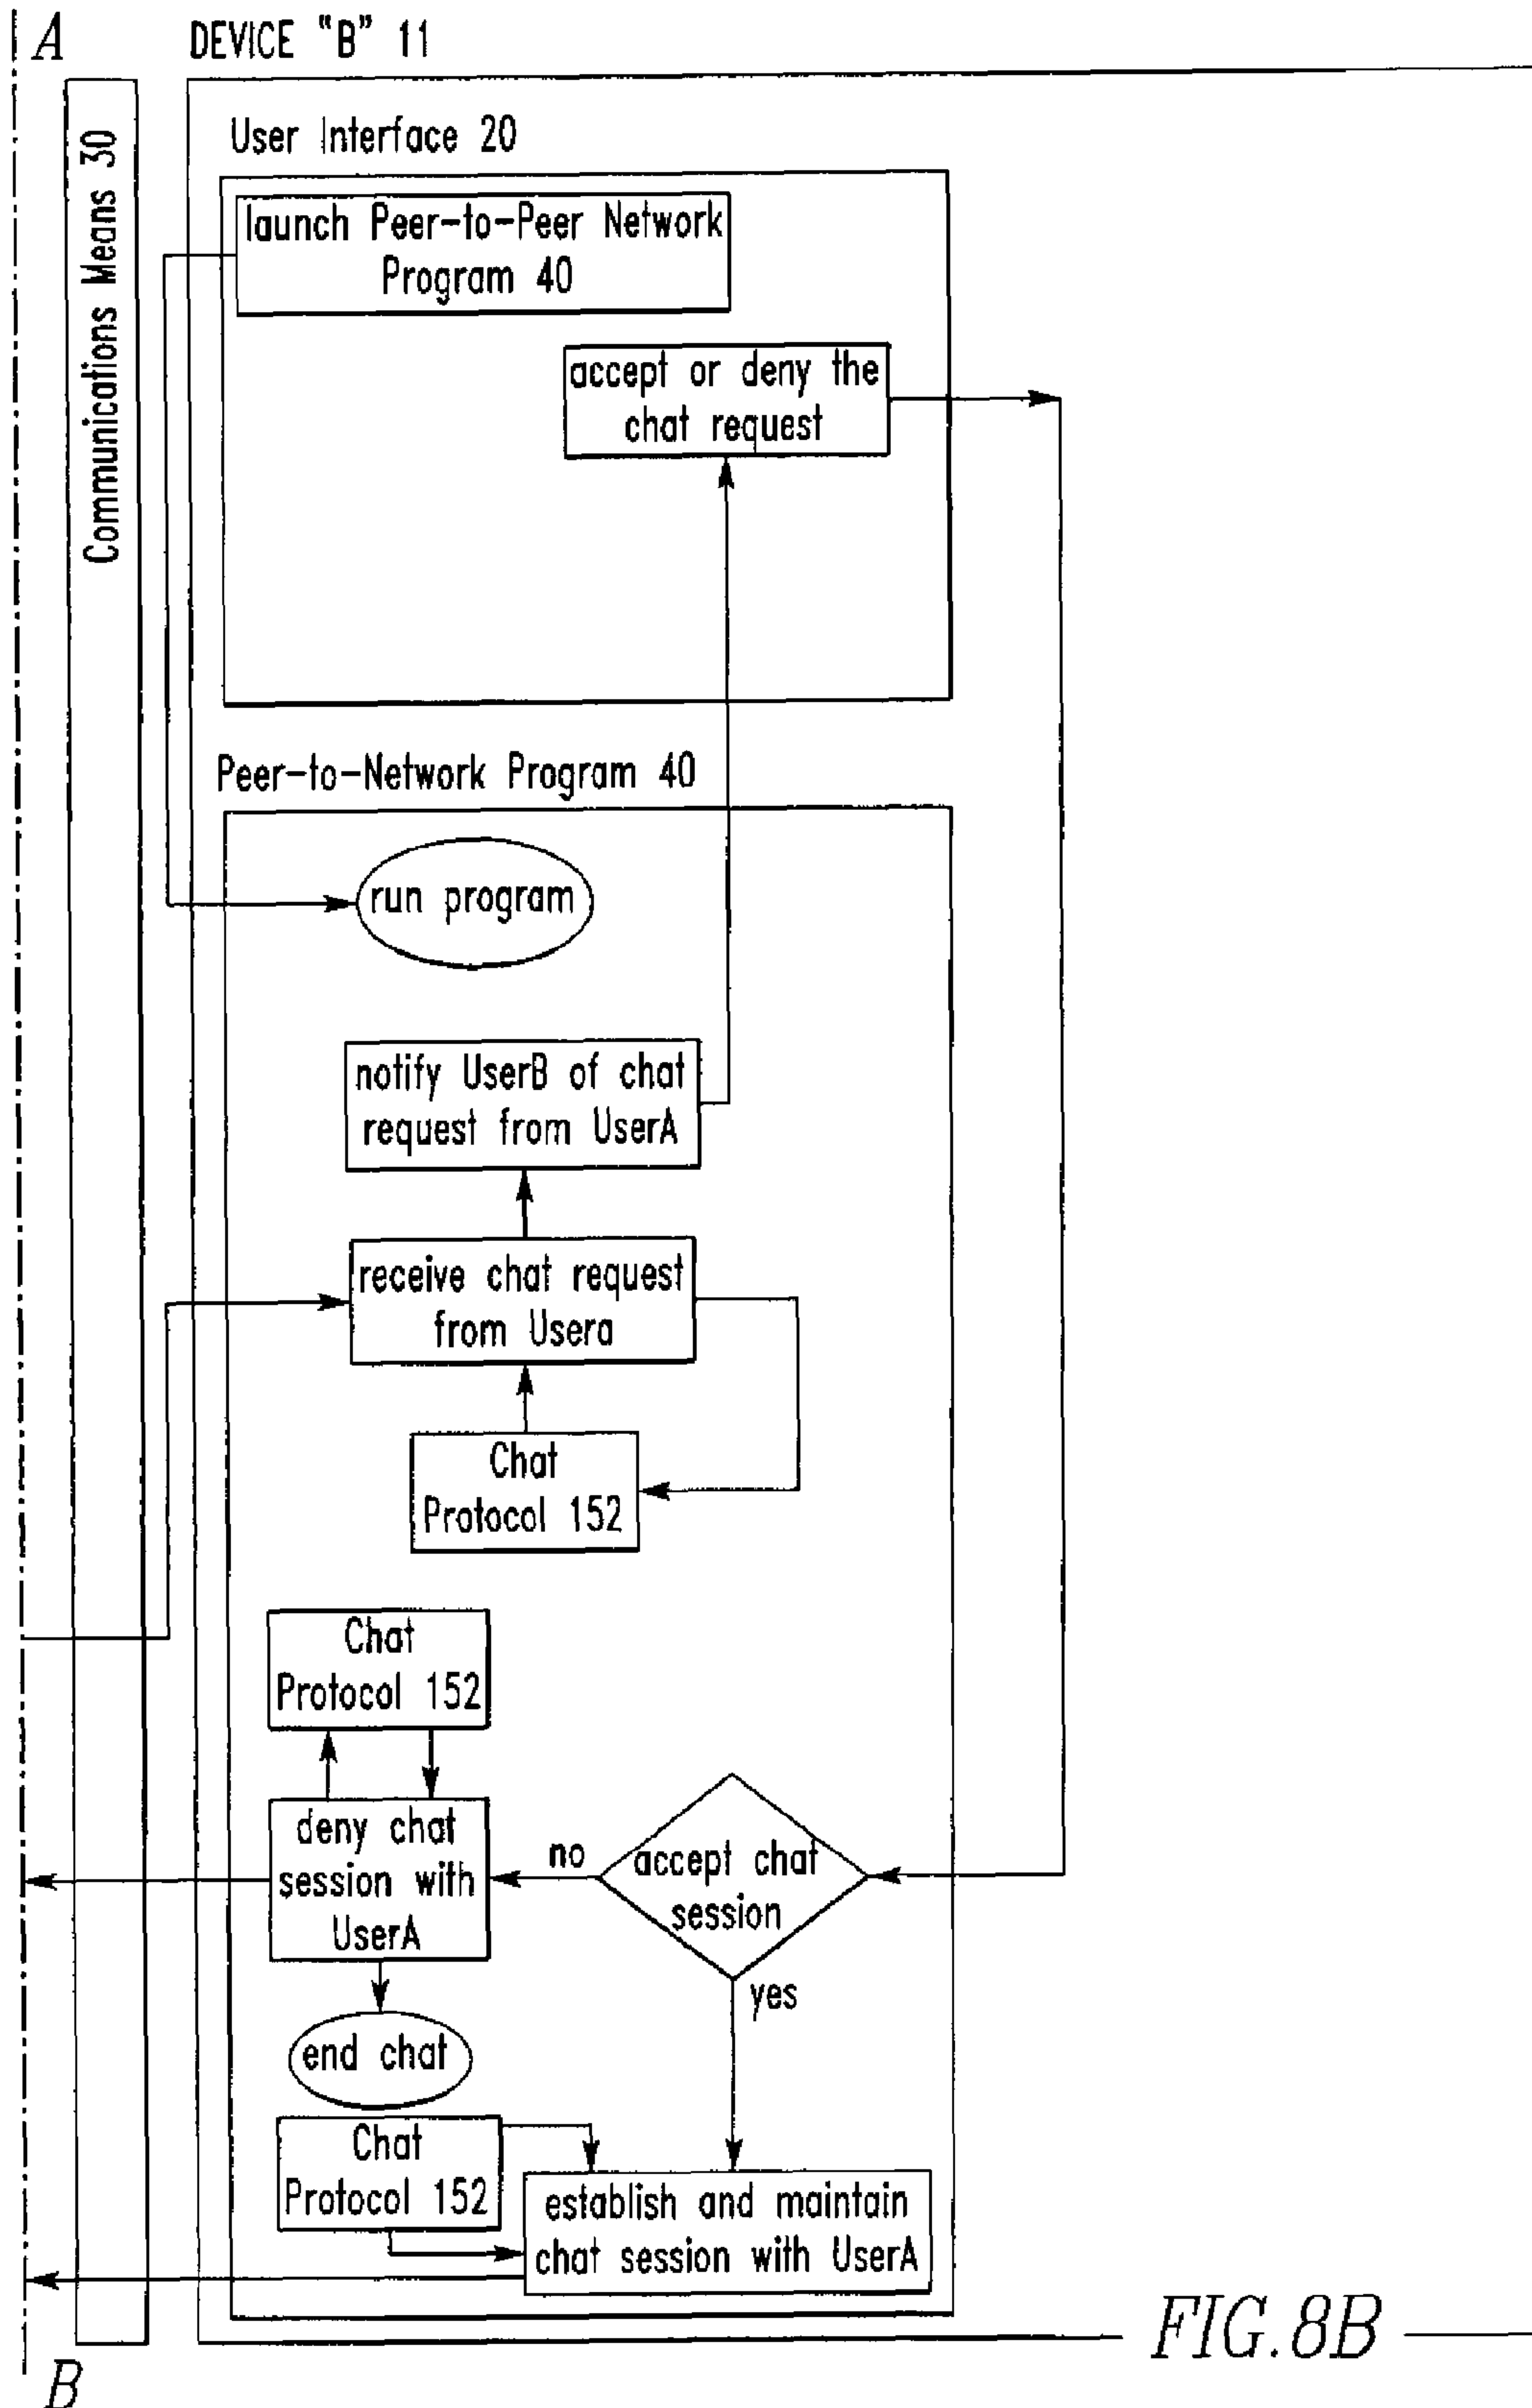 A
DEVICE "B" 11
Communications Means 30
User Interface 20
launch Peer-to-Peer Network
Program 40
accept or deny the
chat request
Peer-to-Network Program 40
run program
notify UserB of chat
request from UserA
receive chat request
from Usera
Chat
Protocol 152
Chat
Protocol 152
deny chat
session with
UserA
no
accept chat
session
yes
end chat
Chat
Protocol 152
establish and maintain
chat session with UserA
FIG.8B
B